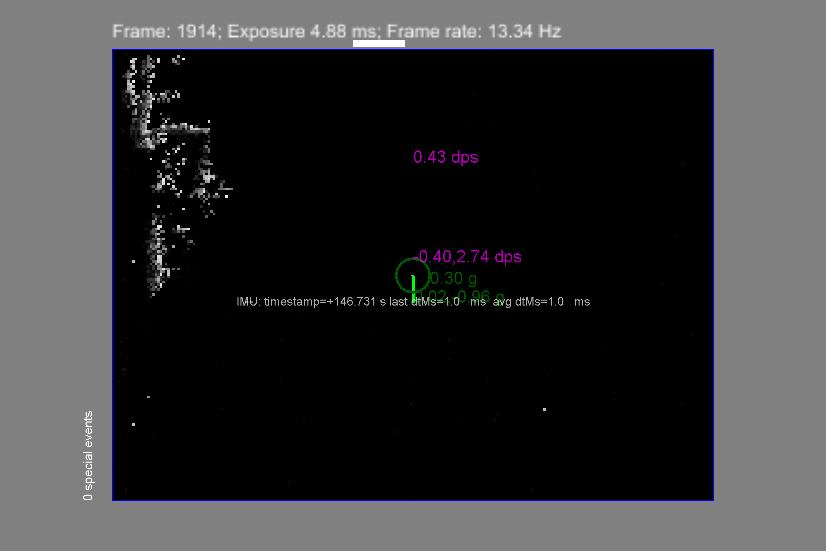 Frame: 1914; Exposure 4.88 ms; Frame rate: 13.34 Hz
0.43 dps
-0.40,2.74 dps
0.30 g
0.96 g
IMU: timestamp=+146.731 s last dtMs=1.0 ms avg dtMs=1.0 ms
0 special events